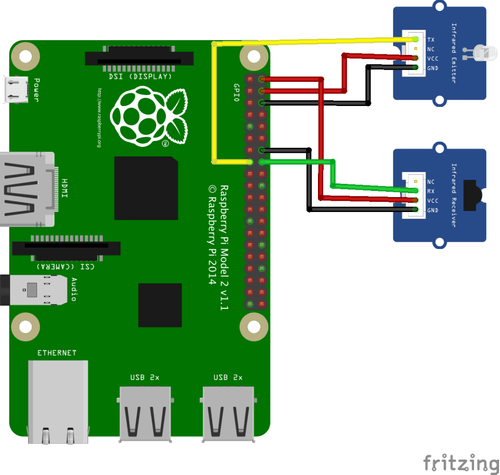 DSI (DISPLAY)
Power
http://www.raspberrypi.org
GPIO
HDMI
Raspberry Pi Model 2 v1.1
© Raspberry Pi 2014
CSI (CAMERA)
Audio
ETHERNET
USB 2x
USB 2x
TX
NC
VCC
GND
Infrared Emitter
NC
RX
VCC
GND
Infrared Receiver
fritzing